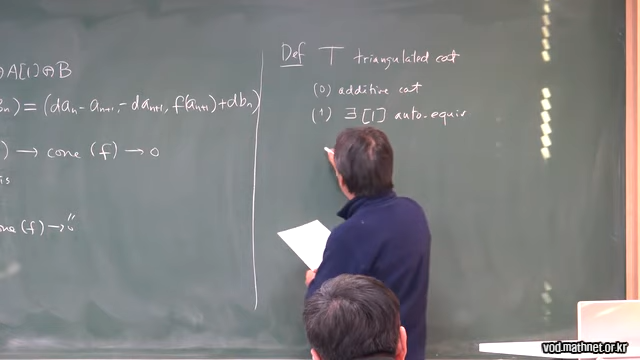 ⊕A[1]⊕B
bₙ) = (daₙ - aₙ₊₁, -daₙ₊₁, f(aₙ₊₁)+dbₙ)
) → cone (f) → 0
is
cone (f) → "
Def T triangulated cat
(0) additive cat
(1) ∃ [1] auto-equiv
vod.mathnet.or.kr